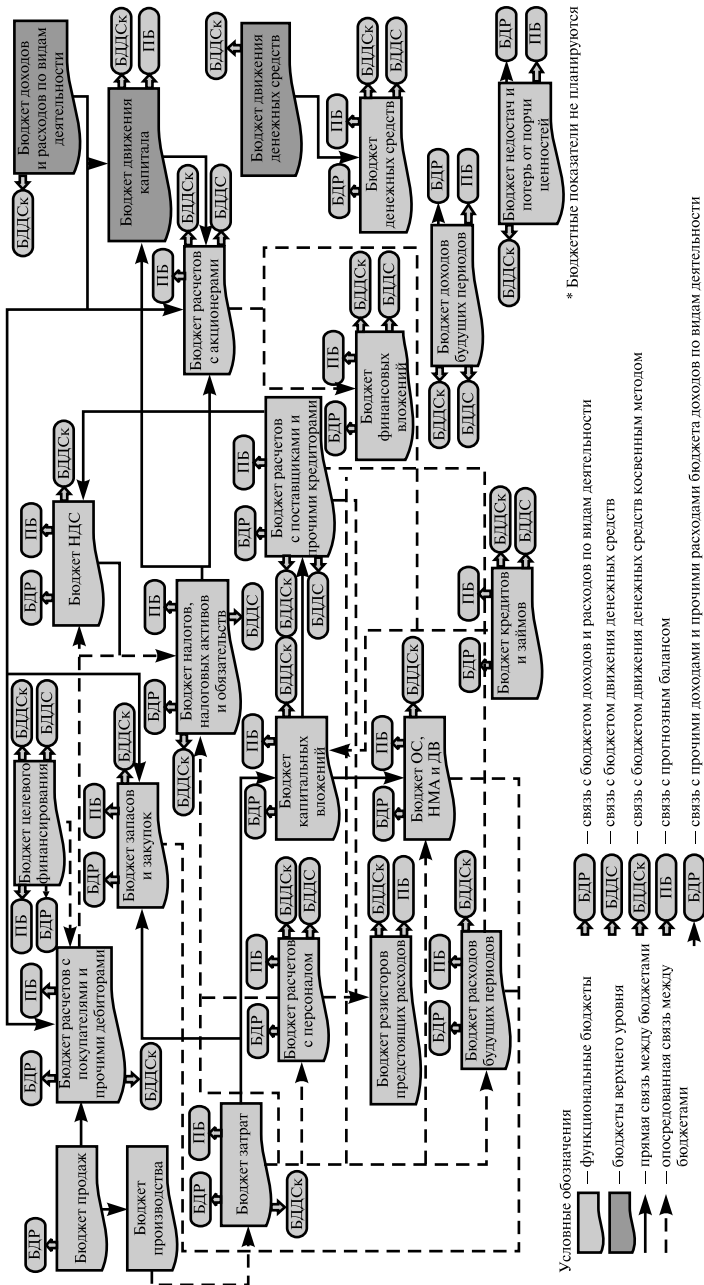 БДР
Бюджет продаж
Бюджет
производства
БДР
ПБ
Бюджет расчетов с
покупателями и
прочими дебиторами
БДДСк
ПБ
БДР
Бюджет целевого
финансирования
БДДСк
БДДС
БДР
ПБ
Бюджет запасов
и закупок
БДДСк
БДР
ПБ
Бюджет НДС
БДДСк
Бюджет доходов
и расходов по видам
деятельности
БДДСк
Бюджет движения
капитала
БДДСк
ПБ
БДР
ПБ
Бюджет затрат
БДДСк
БДР
ПБ
Бюджет налогов,
налоговых активов
и обязательств
БДДСк
БДДС
ПБ
Бюджет расчетов
с акционерами
БДДСк
БДДС
БДДСк
Бюджет движения
денежных средств
БДР
ПБ
Бюджет расчетов
с персоналом
БДДСк
БДДС
БДР
ПБ
Бюджет
капитальных
вложений
БДДСк
БДР
ПБ
Бюджет расчетов
с поставщиками и
прочими кредиторами
БДДСк
БДДС
БДР
ПБ
Бюджет
финансовых
вложений
БДДСк
БДДС
БДР
ПБ
Бюджет
денежных средств
БДДСк
БДДС
Бюджет резисторов
предстоящих расходов
БДДСк
ПБ
БДР
ПБ
Бюджет ОС,
НМА и ДВ
БДДСк
БДР
ПБ
Бюджет расходов
будущих периодов
БДДСк
БДР
ПБ
Бюджет кредитов
и займов
БДДСк
БДДС
Бюджет доходов
будущих периодов
БДР
ПБ
БДДСк
БДДС
Бюджет недостач и
потерь от порчи
ценностей
БДР
ПБ
БДДСк
* Бюджетные показатели не планируются
Условные обозначения
— функциональные бюджеты
— бюджеты верхнего уровня
— прямая связь между бюджетами
— опосредованная связь между
бюджетами
БДР — связь с бюджетом доходов и расходов по видам деятельности
БДДС — связь с бюджетом движения денежных средств
БДДСк — связь с бюджетом движения денежных средств косвенным методом
ПБ — связь с прогнозным балансом
БДР — связь с прочими доходами и прочими расходами бюджета доходов по видам деятельности